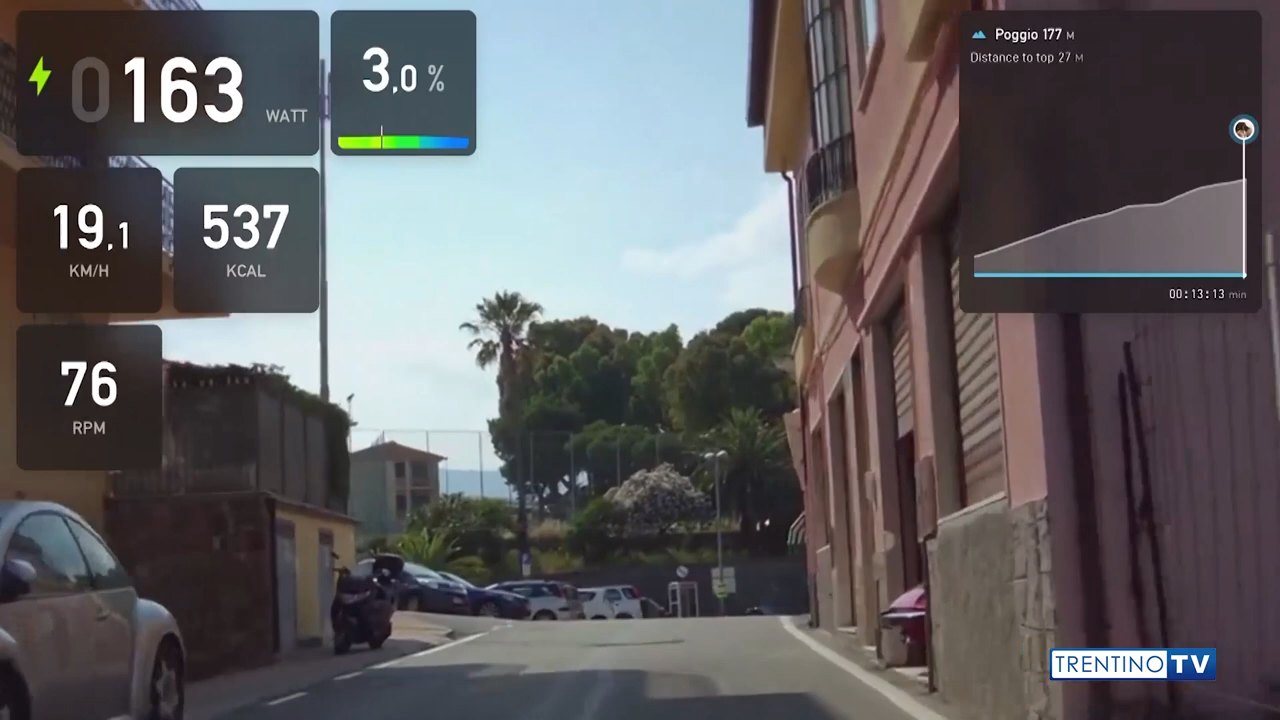 0163 WATT
3,0 %
19,1
KM/H
537
KCAL
76
RPM
Poggio 177 M
Distance to top 27 M
00:13:13 min
TRENTINO TV